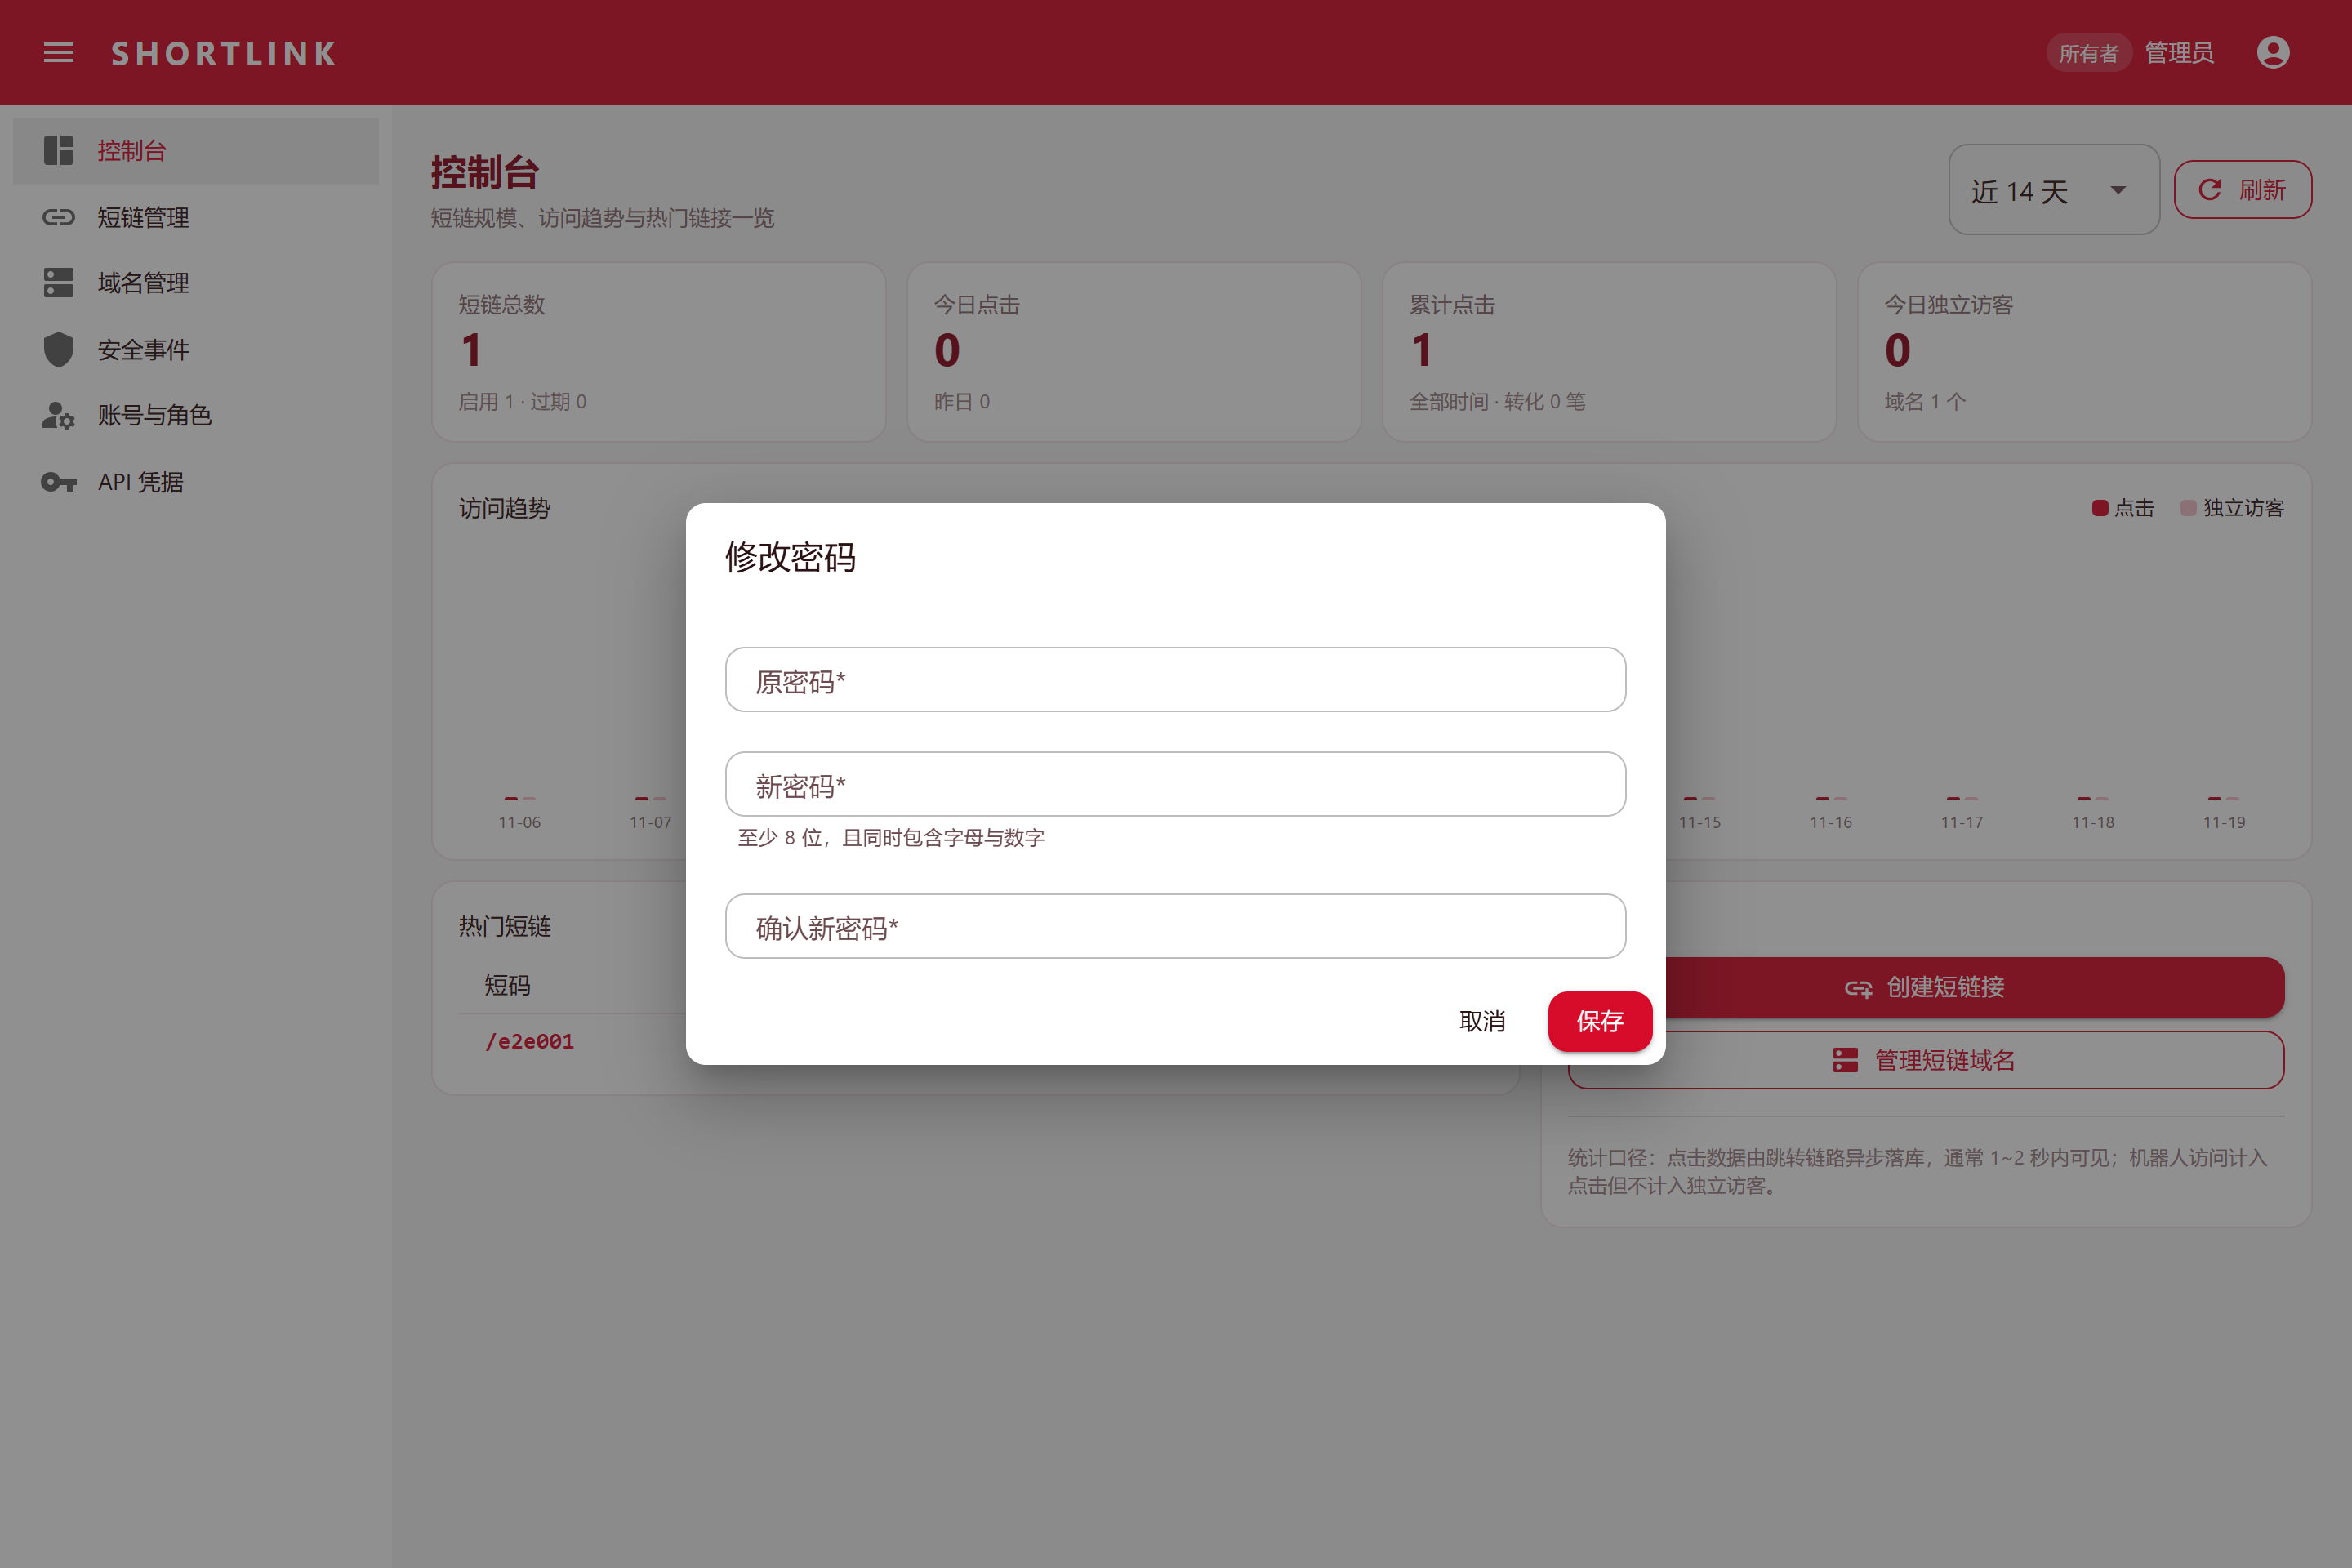 SHORTLINK
所有者 管理员
控制台
短链管理
域名管理
安全事件
账号与角色
API 凭据
控制台
短链规模、访问趋势与热门链接一览
近 14 天
刷新
短链总数
1
启用 1 · 过期 0
今日点击
0
昨日 0
累计点击
1
全部时间 · 转化 0 笔
今日独立访客
0
域名 1 个
访问趋势
点击 独立访客
11-06 11-07 11-15 11-16 11-17 11-18 11-19
修改密码
原密码*
新密码*
至少 8 位，且同时包含字母与数字
确认新密码*
取消 保存
热门短链
短码
/e2e001
创建短链接
管理短链域名
统计口径：点击数据由跳转链路异步落库，通常 1~2 秒内可见；机器人访问计入
点击但不计入独立访客。